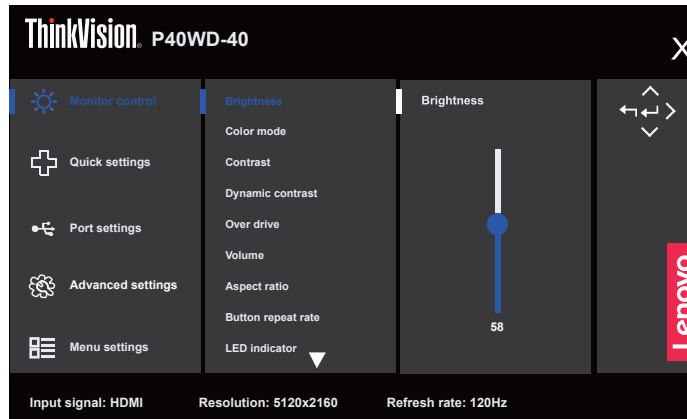 ThinkVision. P40WD-40
X
Monitor control
Quick settings
Port settings
Advanced settings
Menu settings
Brightness
Color mode
Contrast
Dynamic contrast
Over drive
Volume
Aspect ratio
Button repeat rate
LED indicator
Brightness
58
Lenovo
Input signal: HDMI Resolution: 5120x2160 Refresh rate: 120Hz